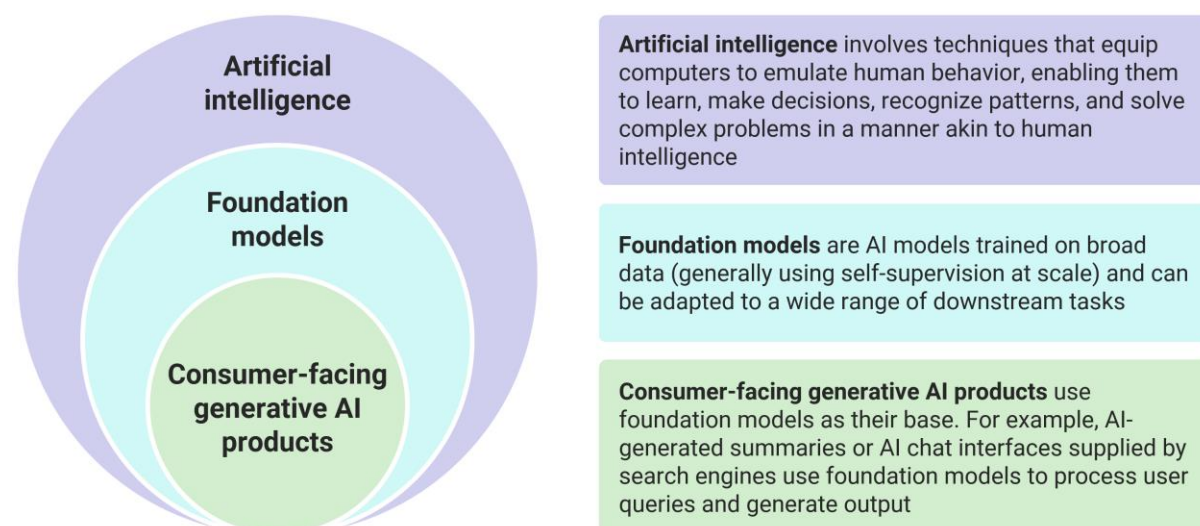 Artificial
intelligence
Foundation
models
Consumer-facing
generative AI
products
Artificial intelligence involves techniques that equip
computers to emulate human behavior, enabling them
to learn, make decisions, recognize patterns, and solve
complex problems in a manner akin to human
intelligence
Foundation models are AI models trained on broad
data (generally using self-supervision at scale) and can
be adapted to a wide range of downstream tasks
Consumer-facing generative AI products use
foundation models as their base. For example, AI-
generated summaries or AI chat interfaces supplied by
search engines use foundation models to process user
queries and generate output